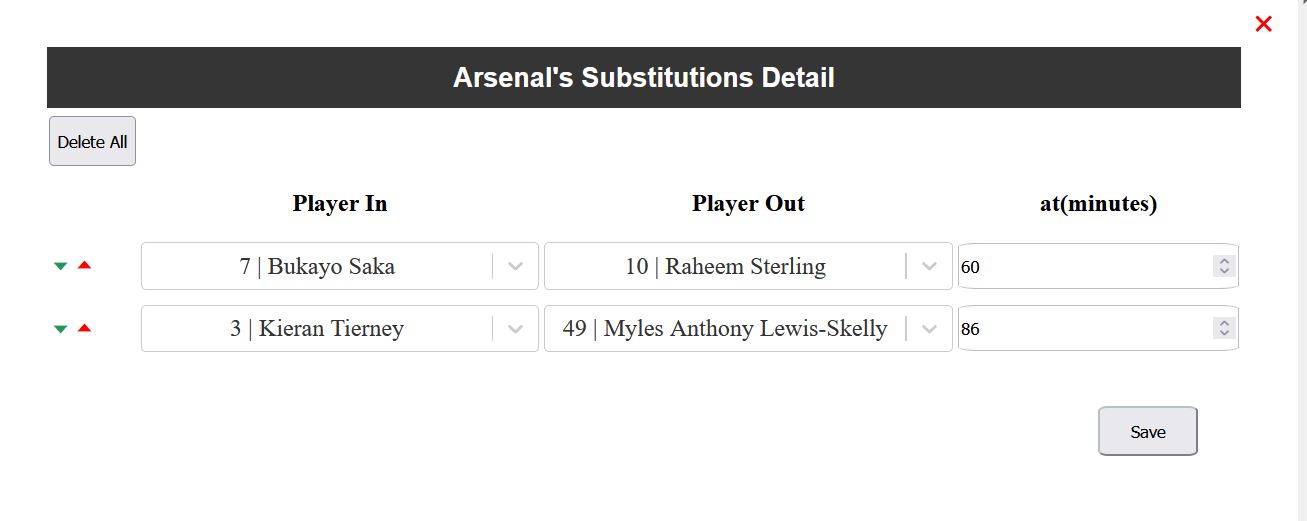 Arsenal's Substitutions Detail
Delete All
Player In Player Out at(minutes)
7 | Bukayo Saka 10 | Raheem Sterling 60
3 | Kieran Tierney 49 | Myles Anthony Lewis-Skelly 86
Save